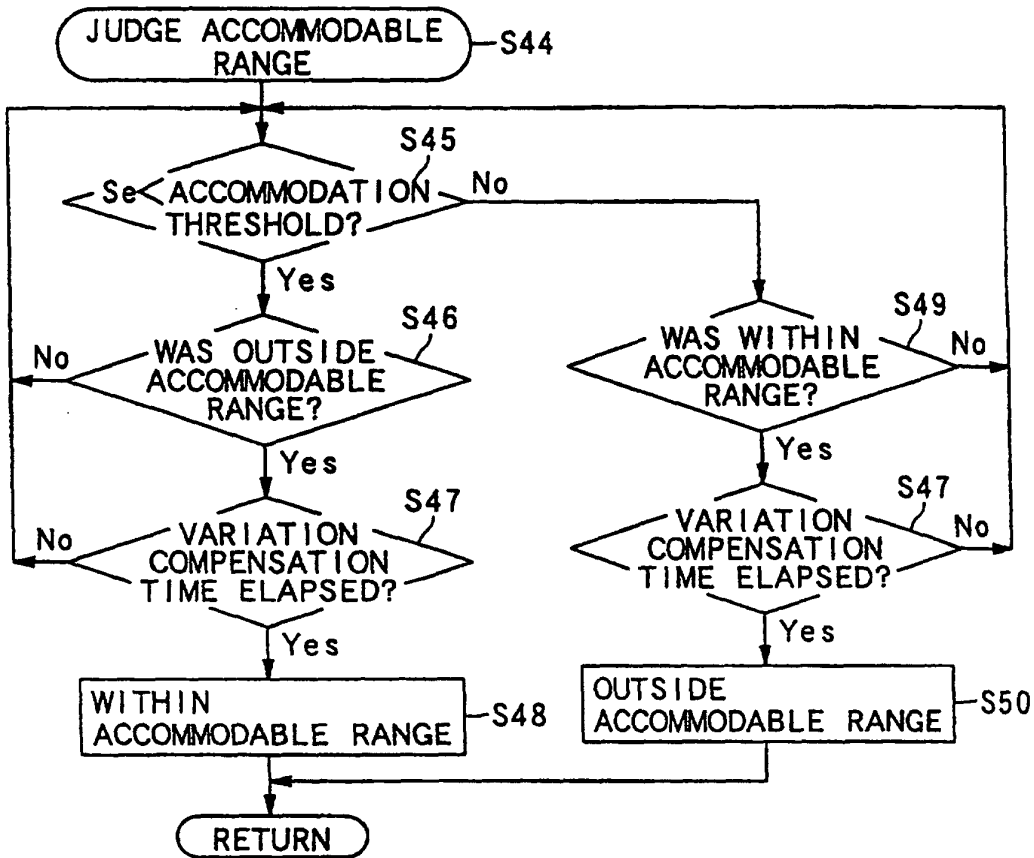 JUDGE ACCOMMODABLE
RANGE
S44
S45
Se<ACCOMMODATION
THRESHOLD?
No
Yes
S46
No
WAS OUTSIDE
ACCOMMODABLE
RANGE?
Yes
S49
WAS WITHIN
ACCOMMODABLE
RANGE?
No
Yes
S47
No
VARIATION
COMPENSATION
TIME ELAPSED?
Yes
S47
VARIATION
COMPENSATION
TIME ELAPSED?
No
Yes
WITHIN
ACCOMMODABLE RANGE
S48
OUTSIDE
ACCOMMODABLE RANGE
S50
RETURN